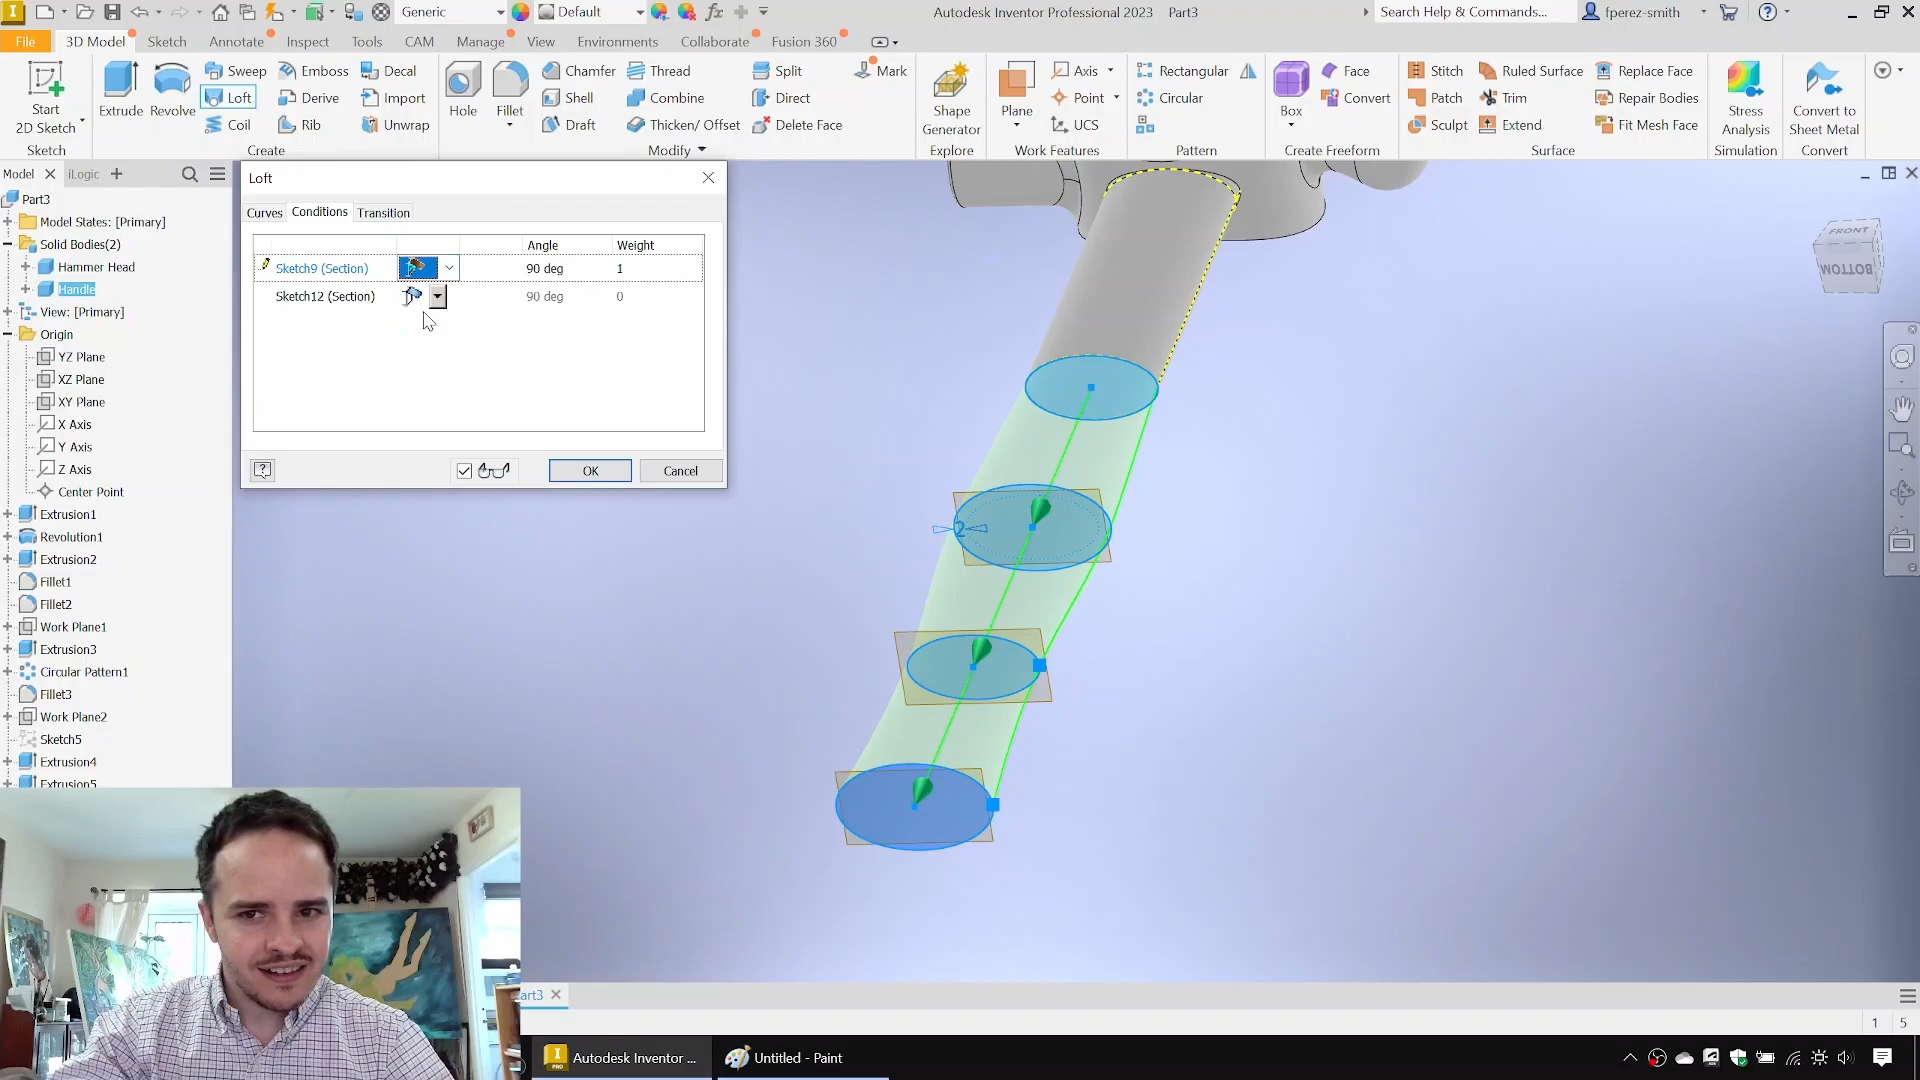 Generic
Default
fx
Autodesk Inventor Professional 2023 Part3
Search Help & Commands...
fperez-smith
File
3D Model
Sketch
Annotate
Inspect
Tools
CAM
Manage
View
Environments
Collaborate
Fusion 360
Start
2D Sketch
Sketch
Extrude
Revolve
Sweep
Loft
Coil
Emboss
Derive
Rib
Decal
Import
Unwrap
Create
Hole
Fillet
Chamfer
Shell
Draft
Thread
Combine
Thicken/ Offset
Split
Direct
Delete Face
Modify
Mark
Shape
Generator
Explore
Plane
Axis
Point
UCS
Work Features
Rectangular
Circular
Pattern
Box
Face
Convert
Create Freeform
Stitch
Patch
Sculpt
Ruled Surface
Trim
Extend
Replace Face
Repair Bodies
Fit Mesh Face
Surface
Stress
Analysis
Simulation
Convert to
Sheet Metal
Convert
Model
iLogic
Part3
Model States: [Primary]
Solid Bodies(2)
Hammer Head
Handle
View: [Primary]
Origin
YZ Plane
XZ Plane
XY Plane
X Axis
Y Axis
Z Axis
Center Point
Extrusion1
Revolution1
Extrusion2
Fillet1
Fillet2
Work Plane1
Extrusion3
Circular Pattern1
Fillet3
Work Plane2
Sketch5
Extrusion4
Extrusion5
Loft
Curves
Conditions
Transition
Angle Weight
Sketch9 (Section) 90 deg 1
Sketch12 (Section) 90 deg 0
OK
Cancel
2
FRONT
BOTTOM
art3
1 5
Autodesk Inventor ...
Untitled - Paint